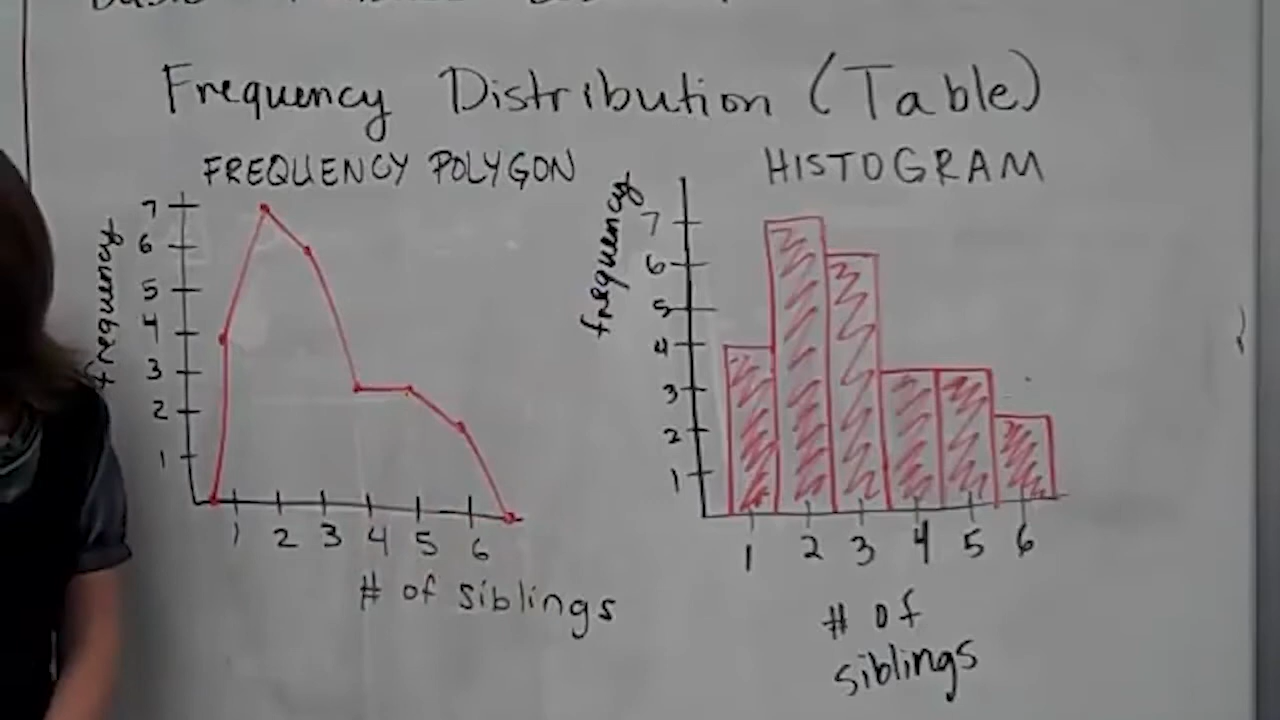 Frequency Distribution (Table)
FREQUENCY POLYGON
frequency
7
6
5
4
3
2
1
1 2 3 4 5 6
# of siblings
HISTOGRAM
frequency
7
6
5
4
3
2
1
1 2 3 4 5 6
# of
siblings